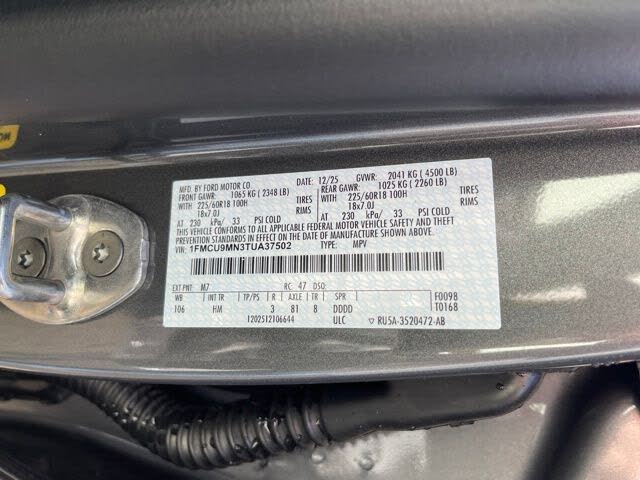 MFD. BY FORD MOTOR CO. 12/25 GVWR: 2041 KG ( 4500 LB)
FRONT GAWR: 1065 KG ( 2348 LB) REAR GAWR: 1025 KG ( 2260 LB)
WITH 225/60R18 100H TIRES WITH 225/60R18 100H TIRES
18x7.0J RIMS 18x7.0J RIMS
AT 230 kPa/ 33 PSI COLD AT 230 kPa/ 33 PSI COLD
THIS VEHICLE CONFORMS TO ALL APPLICABLE FEDERAL MOTOR VEHICLE SAFETY, BUMPER, AND THEFT
PREVENTION STANDARDS IN EFFECT ON THE DATE OF MANUFACTURE SHOWN ABOVE.
VIN: 1FMCU9MN3TUA37502 TYPE: MPV
EXT PNT: M7 RC: 47 DSO:
WB INT TR TP/PS R AXLE TR SPR F0098
106 HM 3 81 8 DDDD T0168
1202512106644 ULC RU5A-3520472-AB